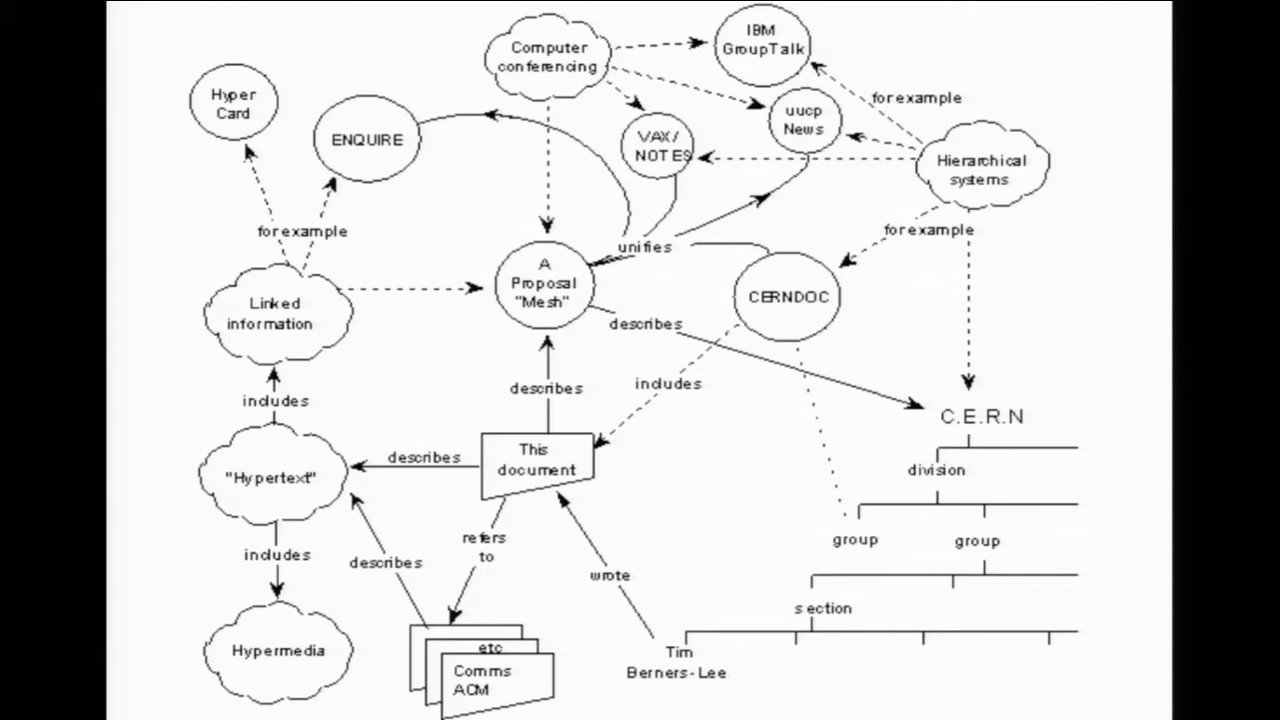 Computer
conferencing
IBM
GroupTalk
Hyper
Card
ENQUIRE
uucp
News
for example
VAX/
NOTES
Hierarchical
systems
for example
for example
unifies
A
Proposal
"Mesh"
Linked
information
CERNDOC
describes
includes
describes
includes
C.E.R.N
This
document
describes
"Hypertext"
division
includes
describes
refers
to
wrote
group
group
section
Hypermedia
etc
Comms
ACM
Tim
Berners-Lee